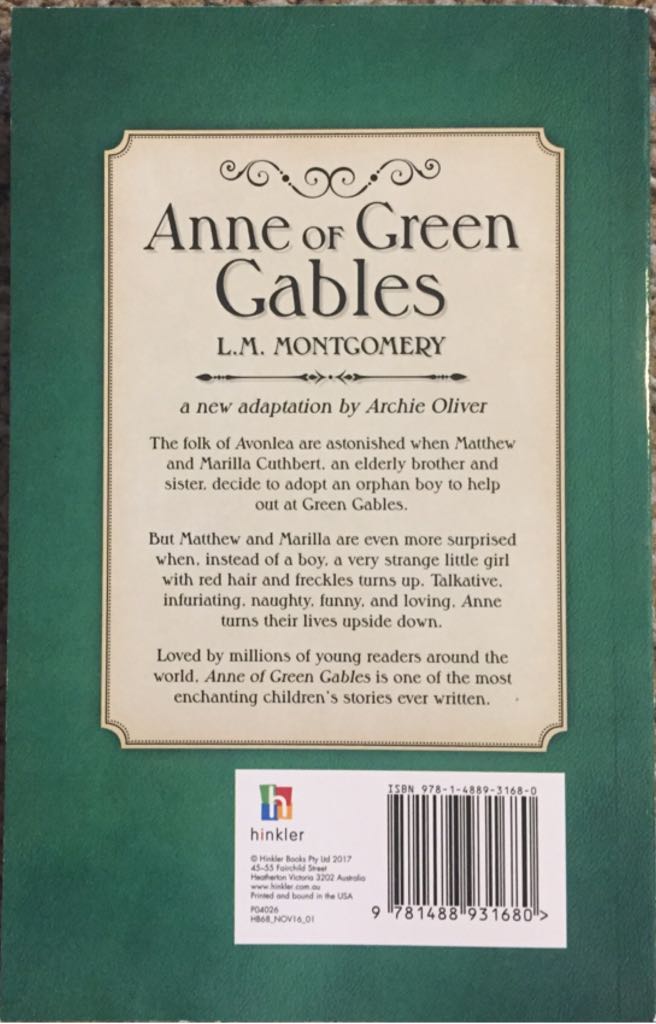 Anne OF Green
Gables
L.M. MONTGOMERY
a new adaptation by Archie Oliver
The folk of Avonlea are astonished when Matthew
and Marilla Cuthbert, an elderly brother and
sister, decide to adopt an orphan boy to help
out at Green Gables.
But Matthew and Marilla are even more surprised
when, instead of a boy, a very strange little girl
with red hair and freckles turns up. Talkative,
infuriating, naughty, funny, and loving, Anne
turns their lives upside down.
Loved by millions of young readers around the
world, Anne of Green Gables is one of the most
enchanting children's stories ever written.
h
hinkler
© Hinkler Books Pty Ltd 2017
45–55 Fairchild Street
Heatherton Victoria 3202 Australia
www.hinkler.com.au
Printed and bound in the USA
P04026
HB68_NOV16_01
ISBN 978-1-4889-3168-0
9 781488 931680 >